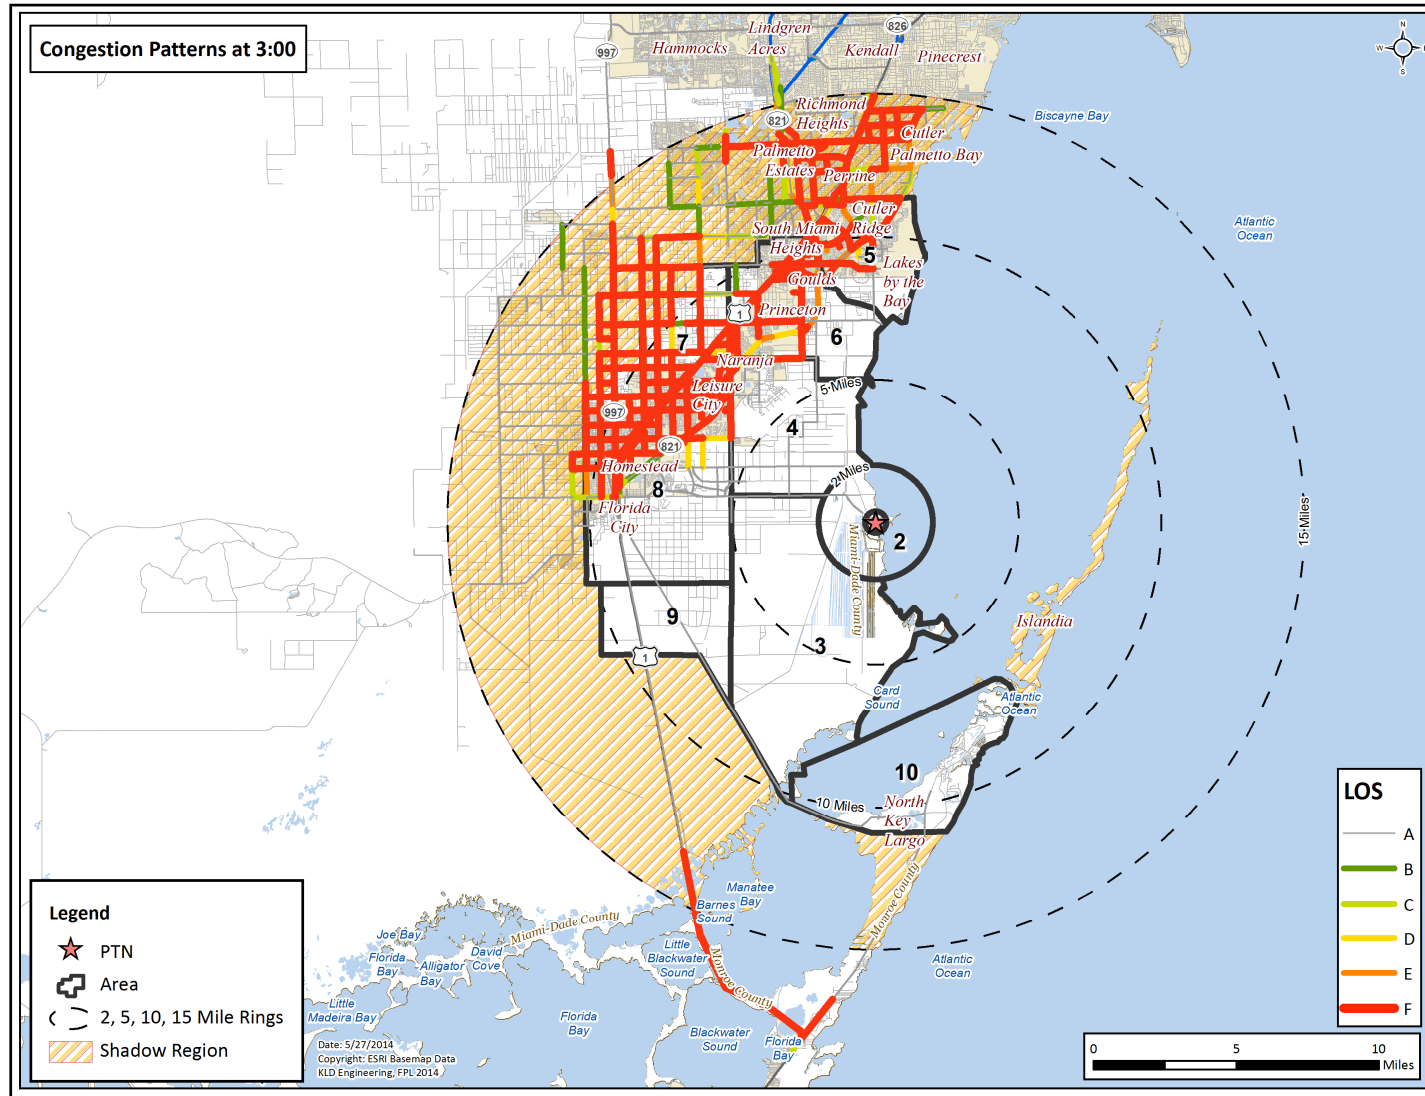 Congestion Patterns at 3:00
997
Hammocks
Lindgren
Acres
826
Kendall
Pinecrest
N
W
E
S
Richmond
Heights
821
Biscayne Bay
Cutler
Palmetto
Estates
Palmetto Bay
Perrine
Cutler
Ridge
South Miami
Heights
5
Lakes
by the
Bay
Atlantic
Ocean
Goulds
Princeton
1
6
7
Naranja
Leisure
City
5 Miles
997
4
821
Homestead
2 Miles
8
Florida
City
2
Miami-Dade County
15 Miles
9
3
Islandia
1
Card
Sound
Atlantic
Ocean
10
10 Miles
North
Key
Largo
Monroe County
Manatee
Bay
Barnes
Sound
Miami-Dade County
Joe Bay
Florida
Bay
Alligator
Bay
David
Cove
Little
Blackwater
Sound
Monroe County
Atlantic
Ocean
Little
Madeira Bay
Florida
Bay
Blackwater
Sound
Florida
Bay
Legend
PTN
Area
2, 5, 10, 15 Mile Rings
Shadow Region
Date: 5/27/2014
Copyright: ESRI Basemap Data
KLD Engineering, FPL 2014
LOS
A
B
C
D
E
F
0
5
10
Miles